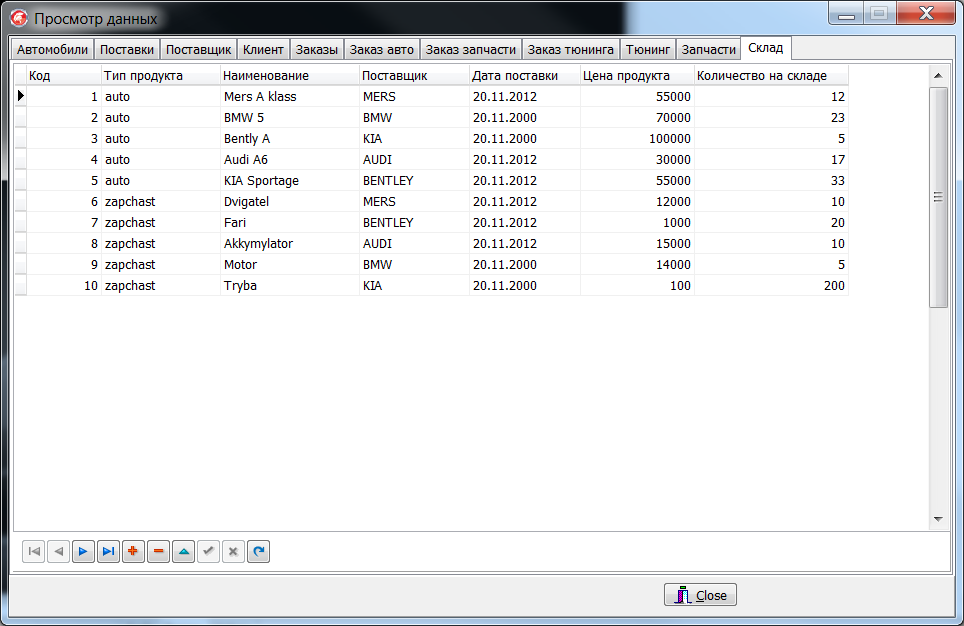 Просмотр данных
Автомобили Поставки Поставщик Клиент Заказы Заказ авто Заказ запчасти Заказ тюнинга Тюнинг Запчасти Склад
Код Тип продукта Наименование Поставщик Дата поставки Цена продукта Количество на складе
1 auto Mers A klass MERS 20.11.2012 55000 12
2 auto BMW 5 BMW 20.11.2000 70000 23
3 auto Bently A KIA 20.11.2012 100000 5
4 auto Audi A6 AUDI 20.11.2012 30000 17
5 auto KIA Sportage BENTLEY 20.11.2012 55000 33
6 zapchast Dvigatel MERS 20.11.2012 12000 10
7 zapchast Fari BENTLEY 20.11.2012 1000 20
8 zapchast Akkymylator AUDI 20.11.2012 15000 10
9 zapchast Motor BMW 20.11.2000 14000 5
10 zapchast Tryba KIA 20.11.2000 100 200
Close